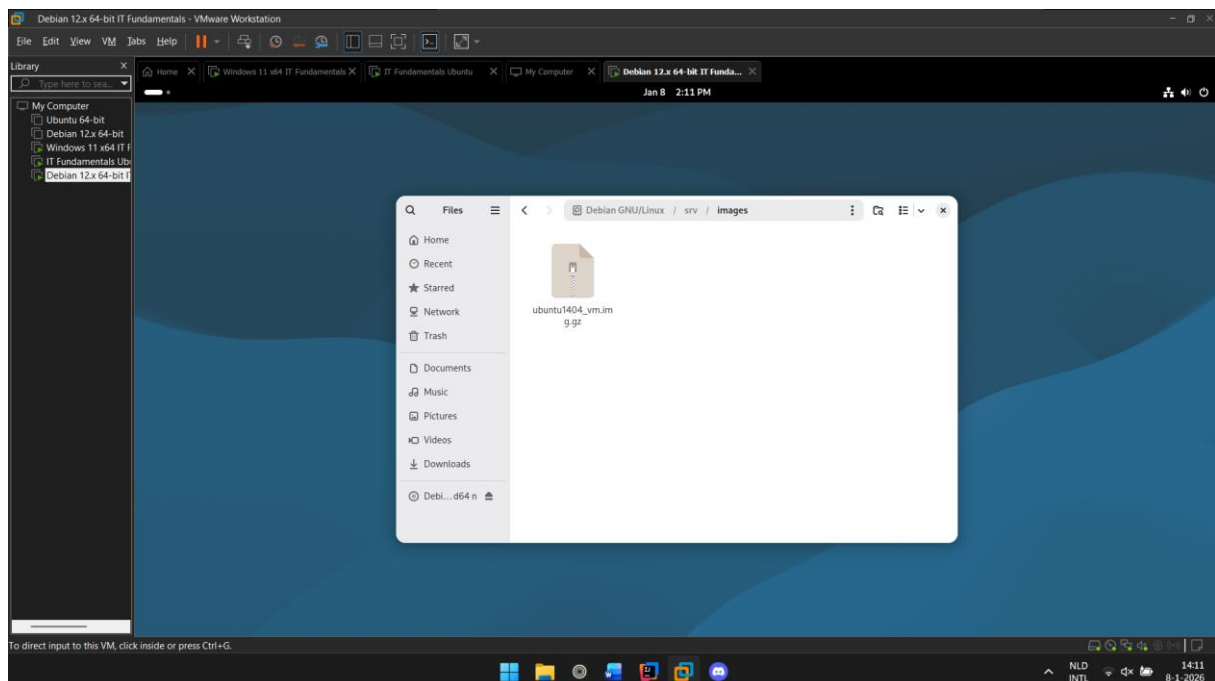 Debian 12.x 64-bit IT Fundamentals - VMware Workstation
File Edit View VM Tabs Help
Library X
Type here to sea...
Home X Windows 11 x64 IT Fundamentals X IT Fundamentals Ubuntu X My Computer X Debian 12.x 64-bit IT Funda... X
Jan 8 2:11 PM
My Computer
Ubuntu 64-bit
Debian 12.x 64-bit
Windows 11 x64 IT F
IT Fundamentals Ub
Debian 12.x 64-bit I
Files
Debian GNU/Linux / srv / images
Home
Recent
Starred
Network
Trash
Documents
Music
Pictures
Videos
Downloads
Debi...d64 n
ubuntu1404_vm.im
g.gz
To direct input to this VM, click inside or press Ctrl+G.
NLD
INTL
14:11
8-1-2026